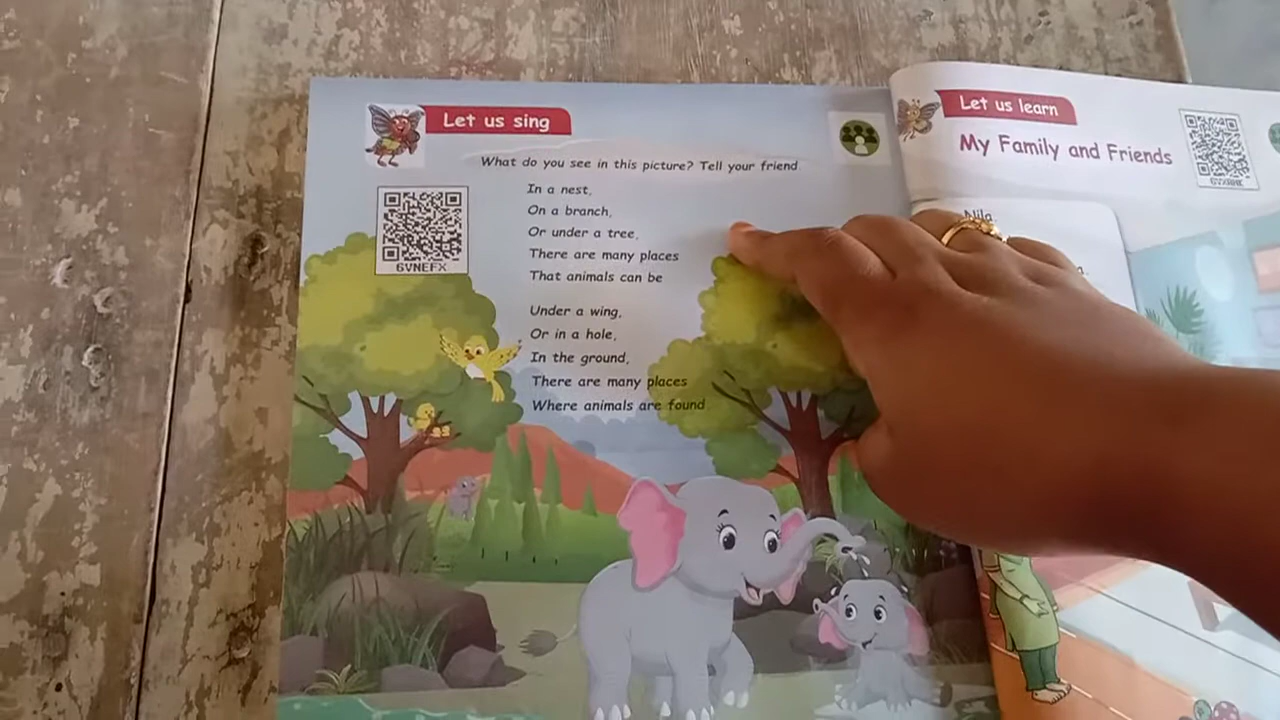 Let us sing
What do you see in this picture? Tell your friend.
6VNEFX
In a nest,
On a branch,
Or under a tree,
There are many places
That animals can be
Under a wing,
Or in a hole,
In the ground,
There are many places
Where animals are found
Let us learn
My Family and Friends
Nila